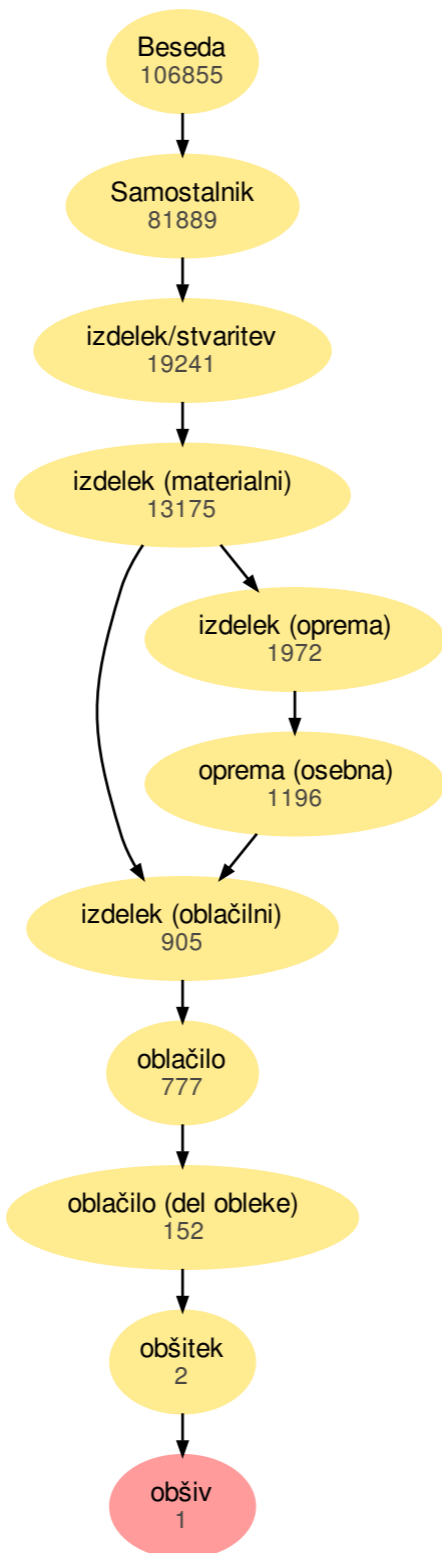 Beseda
106855
Samostalnik
81889
izdelek/stvaritev
19241
izdelek (materialni)
13175
izdelek (oprema)
1972
oprema (osebna)
1196
izdelek (oblačilni)
905
oblačilo
777
oblačilo (del obleke)
152
obšitek
2
obšiv
1